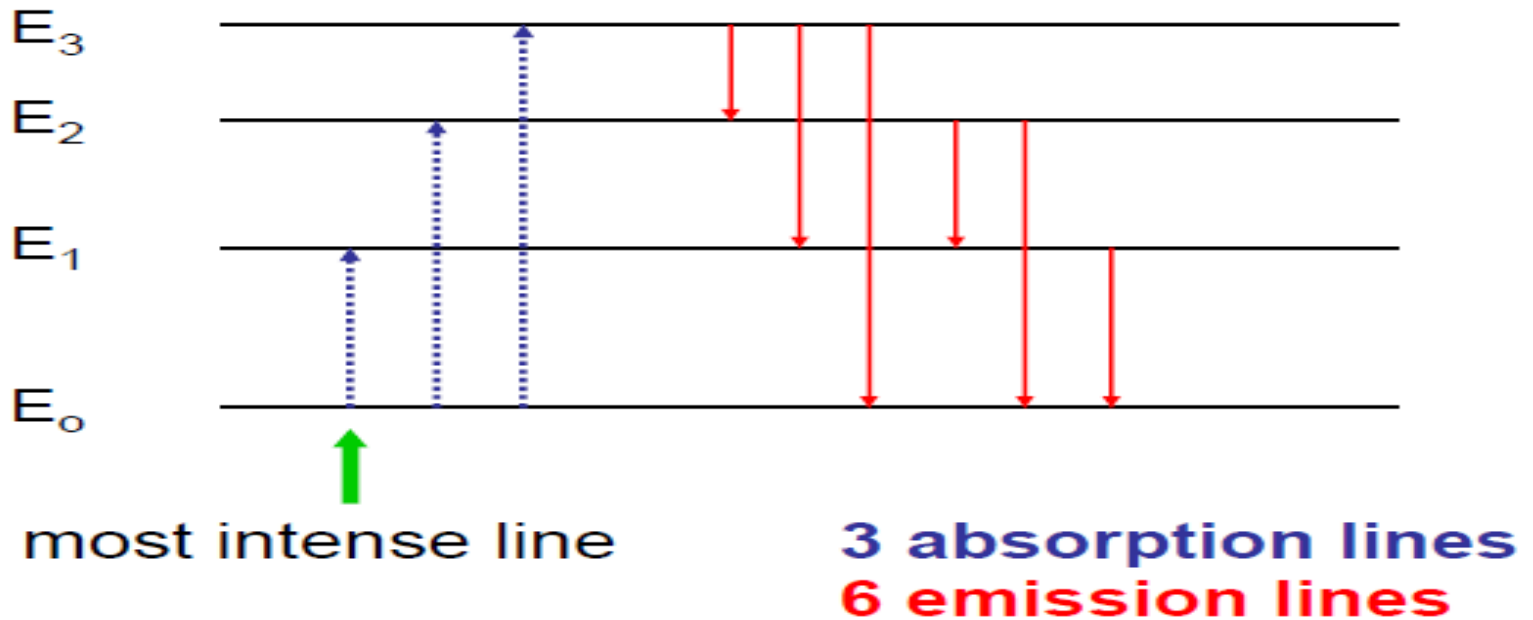 E₃
E₂
E₁
Eₒ
most intense line
3 absorption lines
6 emission lines